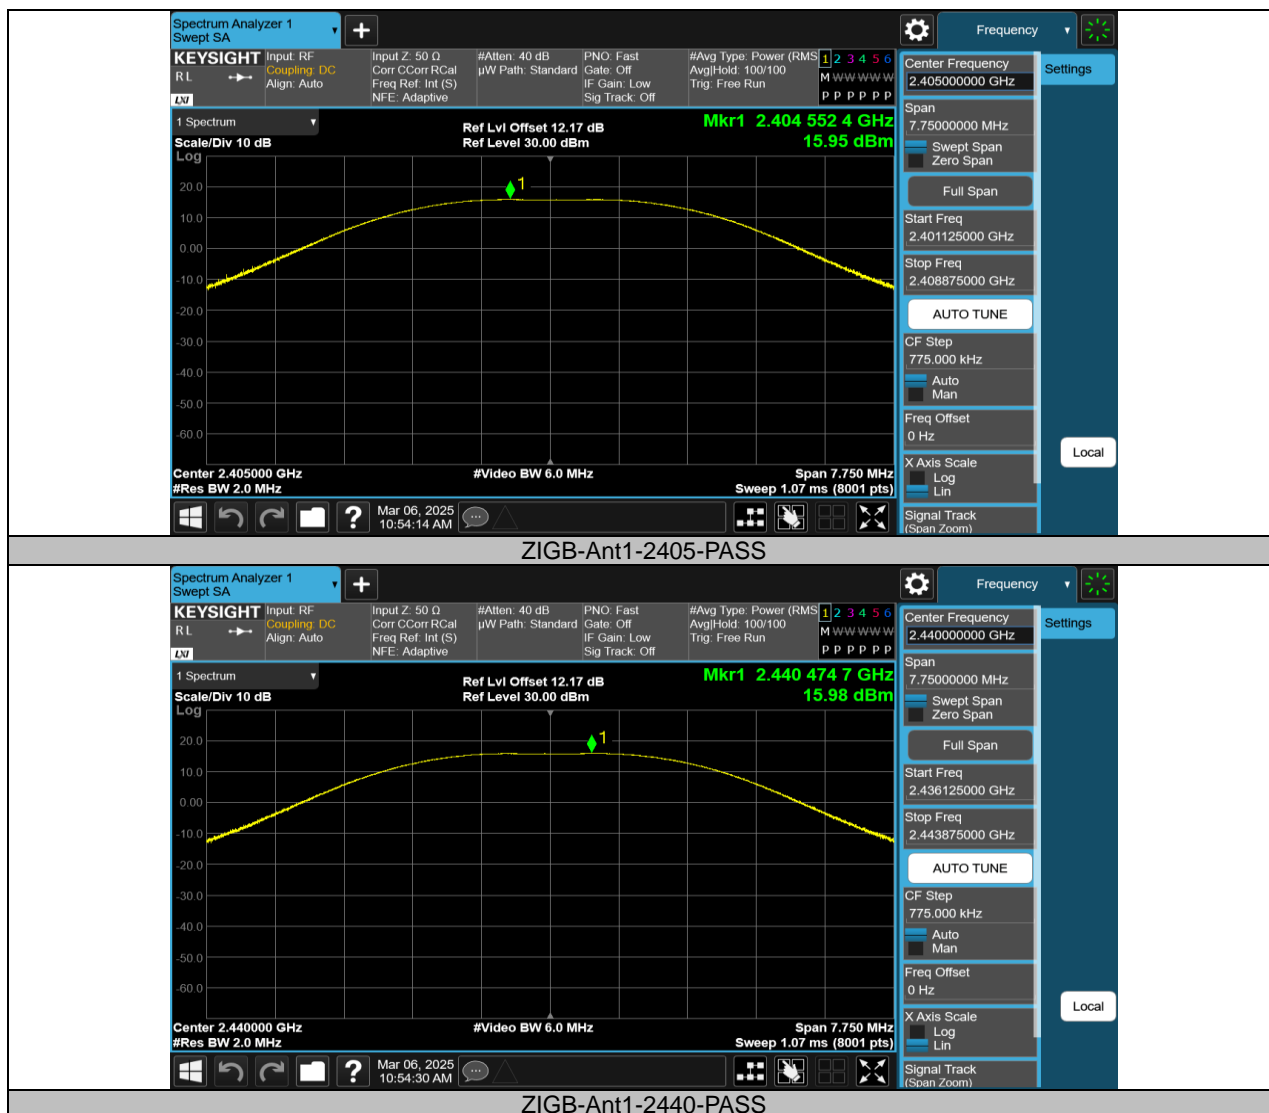 Spectrum Analyzer 1
Swept SA
Frequency
KEYSIGHT
R L
LXI
Input: RF
Coupling: DC
Align: Auto
Input Z: 50 Ω
Corr CCorr RCal
Freq Ref: Int (S)
NFE: Adaptive
#Atten: 40 dB
µW Path: Standard
PNO: Fast
Gate: Off
IF Gain: Low
Sig Track: Off
#Avg Type: Power (RMS
Avg|Hold: 100/100
Trig: Free Run
1 2 3 4 5 6
M W W W W W
P P P P P P
1 Spectrum
Scale/Div 10 dB
Log
Ref Lvl Offset 12.17 dB
Ref Level 30.00 dBm
Mkr1 2.404 552 4 GHz
15.95 dBm
1
20.0
10.0
0.00
-10.0
-20.0
-30.0
-40.0
-50.0
-60.0
Center 2.405000 GHz
#Res BW 2.0 MHz
#Video BW 6.0 MHz
Span 7.750 MHz
Sweep 1.07 ms (8001 pts)
Mar 06, 2025
10:54:14 AM
Center Frequency
2.405000000 GHz
Settings
Span
7.75000000 MHz
Swept Span
Zero Span
Full Span
Start Freq
2.401125000 GHz
Stop Freq
2.408875000 GHz
AUTO TUNE
CF Step
775.000 kHz
Auto
Man
Freq Offset
0 Hz
X Axis Scale
Log
Lin
Local
Signal Track
(Span Zoom)
ZIGB-Ant1-2405-PASS
Spectrum Analyzer 1
Swept SA
Frequency
KEYSIGHT
R L
LXI
Input: RF
Coupling: DC
Align: Auto
Input Z: 50 Ω
Corr CCorr RCal
Freq Ref: Int (S)
NFE: Adaptive
#Atten: 40 dB
µW Path: Standard
PNO: Fast
Gate: Off
IF Gain: Low
Sig Track: Off
#Avg Type: Power (RMS
Avg|Hold: 100/100
Trig: Free Run
1 2 3 4 5 6
M W W W W W
P P P P P P
1 Spectrum
Scale/Div 10 dB
Log
Ref Lvl Offset 12.17 dB
Ref Level 30.00 dBm
Mkr1 2.440 474 7 GHz
15.98 dBm
1
20.0
10.0
0.00
-10.0
-20.0
-30.0
-40.0
-50.0
-60.0
Center 2.440000 GHz
#Res BW 2.0 MHz
#Video BW 6.0 MHz
Span 7.750 MHz
Sweep 1.07 ms (8001 pts)
Mar 06, 2025
10:54:30 AM
Center Frequency
2.440000000 GHz
Settings
Span
7.75000000 MHz
Swept Span
Zero Span
Full Span
Start Freq
2.436125000 GHz
Stop Freq
2.443875000 GHz
AUTO TUNE
CF Step
775.000 kHz
Auto
Man
Freq Offset
0 Hz
X Axis Scale
Log
Lin
Local
Signal Track
(Span Zoom)
ZIGB-Ant1-2440-PASS